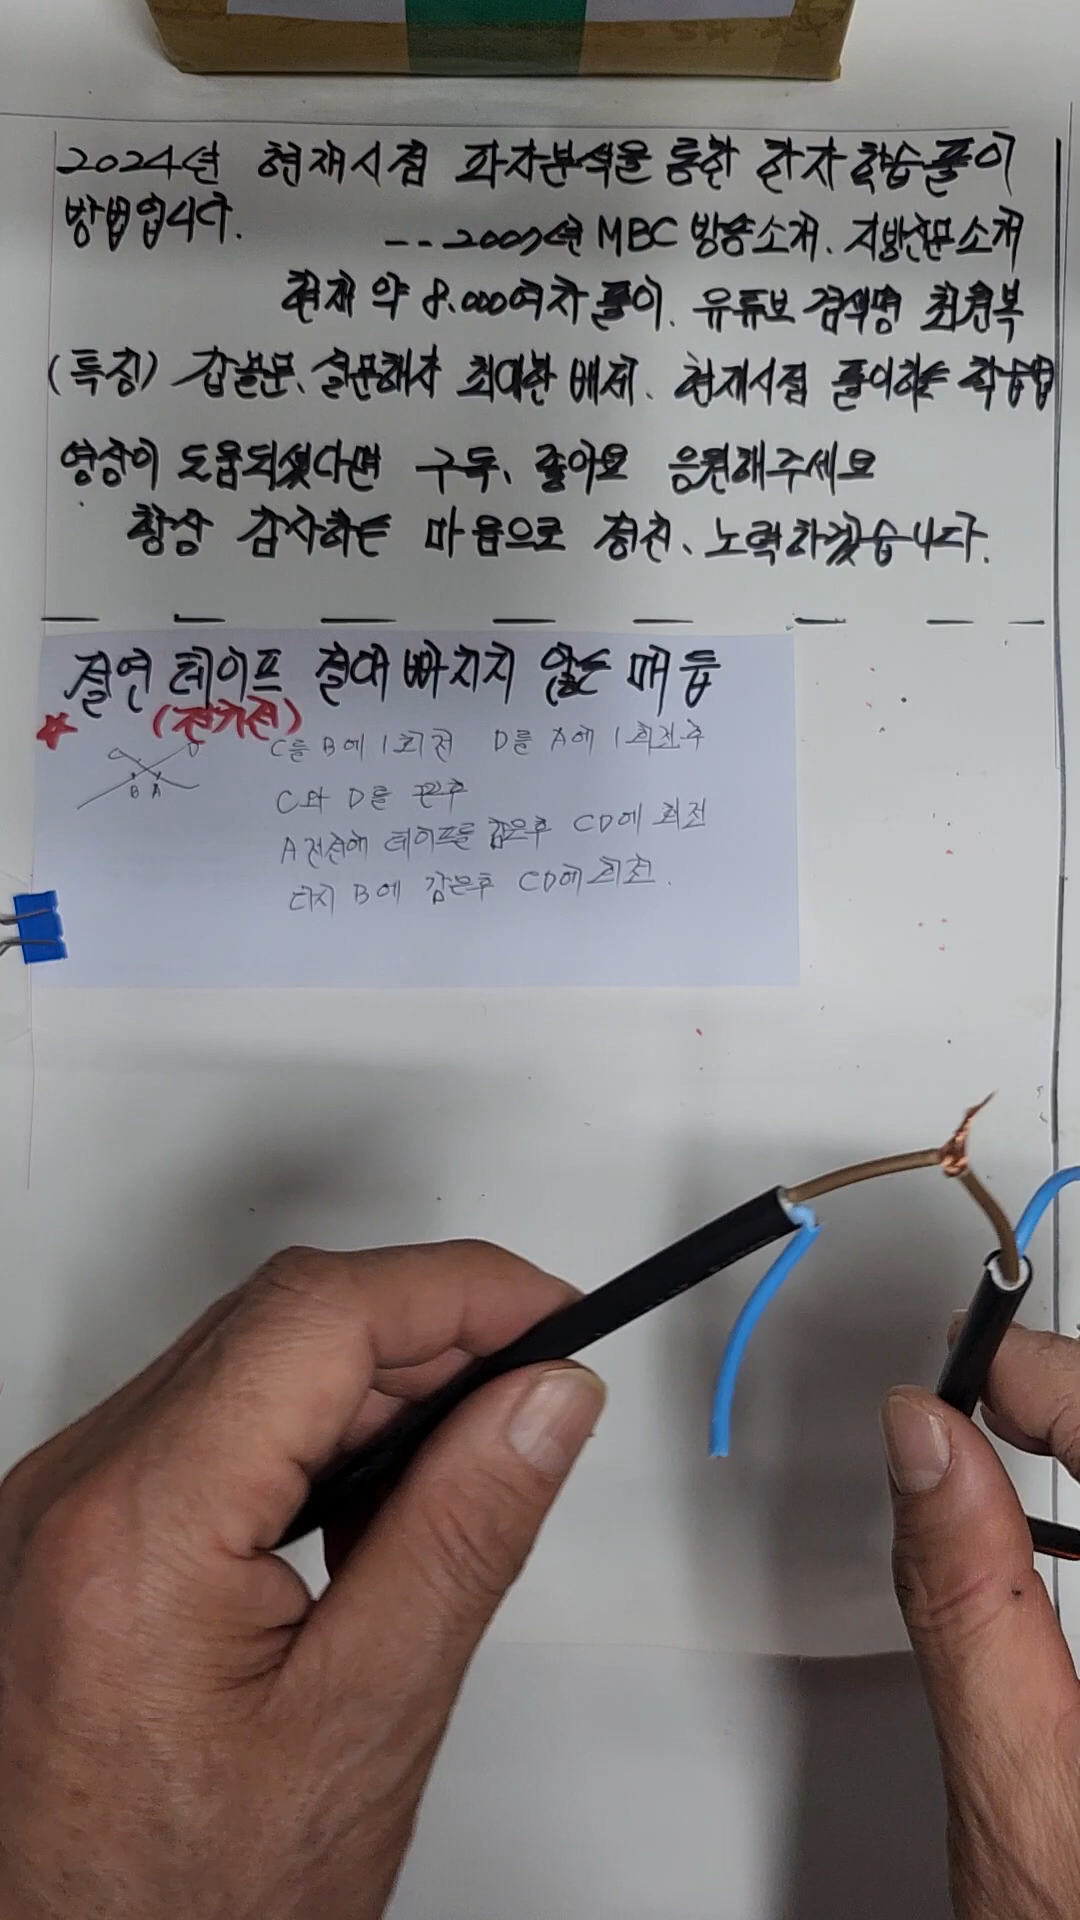 2024년 현재시점 파자분석을 통한 한자 학습풀이
방법입니다.
--- 2007년 MBC 방송소개. 지방신문소개
현재 약 8.000여자 풀이. 유튜브 검색명 최원복
(특징) 갑골문, 설문해자 최대한 배제. 현재시점 풀이하는 학습법
영상이 도움되셨다면 구독, 좋아요 응원해주세요
항상 감사하는 마음으로 정진, 노력하겠습니다.
절연 테이프 절대 빠지지 않는 매듭
(전기선)
C를 B에 1회전 D를 A에 1회전후
B A D
C와 D를 꼰후
A전선에 테이프를 감은후 CD에 회전
다시 B에 감은후 CD에 회전.